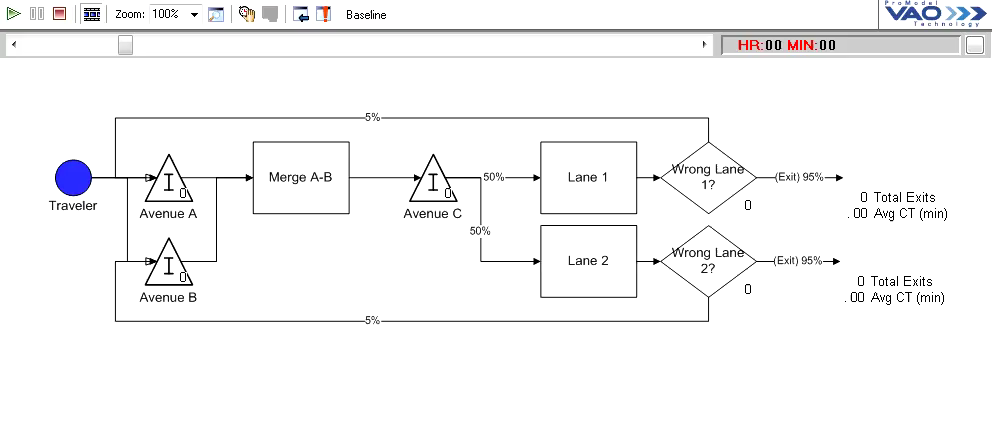 Zoom: 100% Baseline
ProModel
VAO
Technology
HR:00 MIN:00
5%
Traveler
I
0
Avenue A
Merge A-B
I
0
Avenue C
50%
50%
Lane 1
Wrong Lane
1?
0
(Exit) 95%
0 Total Exits
.00 Avg CT (min)
I
0
Avenue B
Lane 2
Wrong Lane
2?
0
(Exit) 95%
0 Total Exits
.00 Avg CT (min)
5%